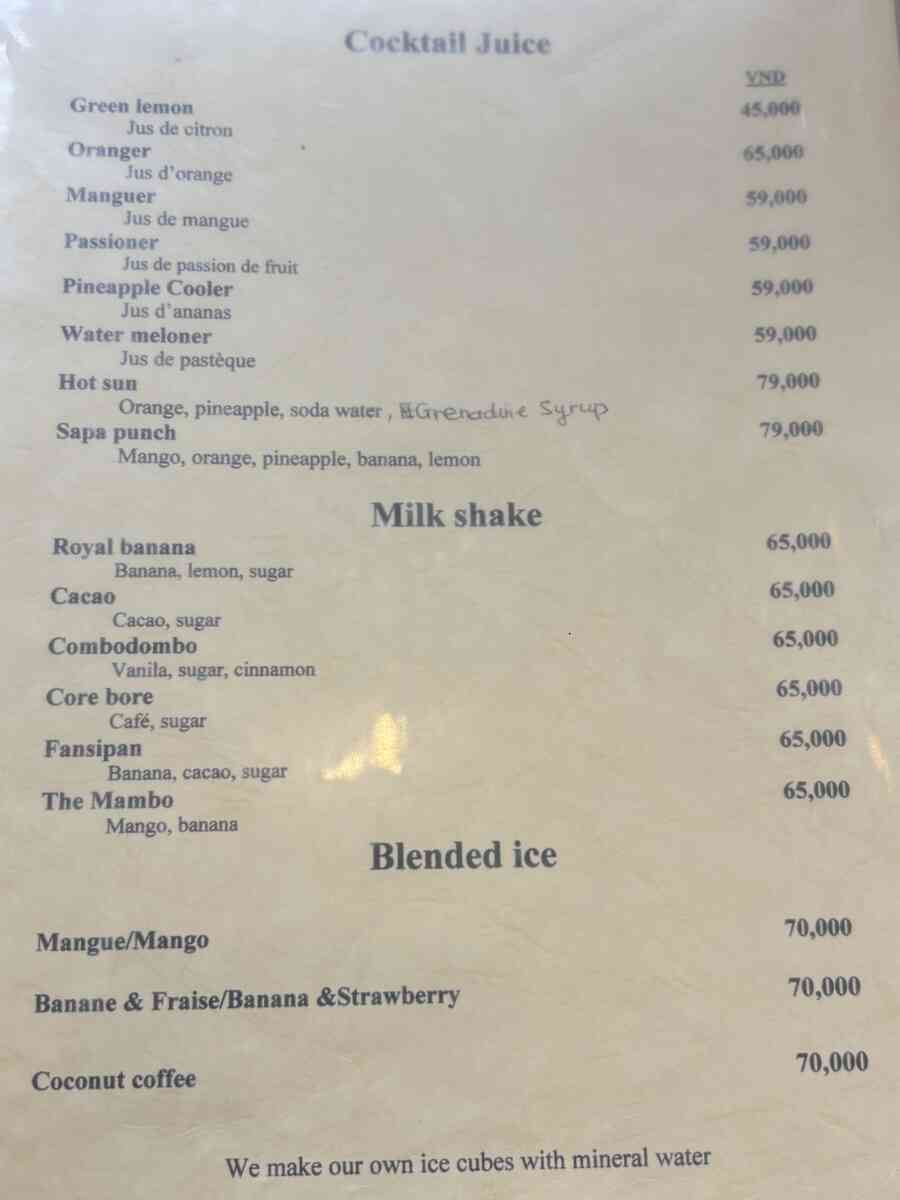 Cocktail Juice
VND
Green lemon 45,000
Jus de citron
Oranger 65,000
Jus d'orange
Manguer 59,000
Jus de mangue
Passioner 59,000
Jus de passion de fruit
Pineapple Cooler 59,000
Jus d'ananas
Water meloner 59,000
Jus de pastèque
Hot sun 79,000
Orange, pineapple, soda water , Grenadine Syrup
Sapa punch 79,000
Mango, orange, pineapple, banana, lemon
Milk shake
Royal banana 65,000
Banana, lemon, sugar
Cacao 65,000
Cacao, sugar
Combodombo 65,000
Vanila, sugar, cinnamon
Core bore 65,000
Café, sugar
Fansipan 65,000
Banana, cacao, sugar
The Mambo 65,000
Mango, banana
Blended ice
Mangue/Mango 70,000
Banane & Fraise/Banana &Strawberry 70,000
Coconut coffee 70,000
We make our own ice cubes with mineral water